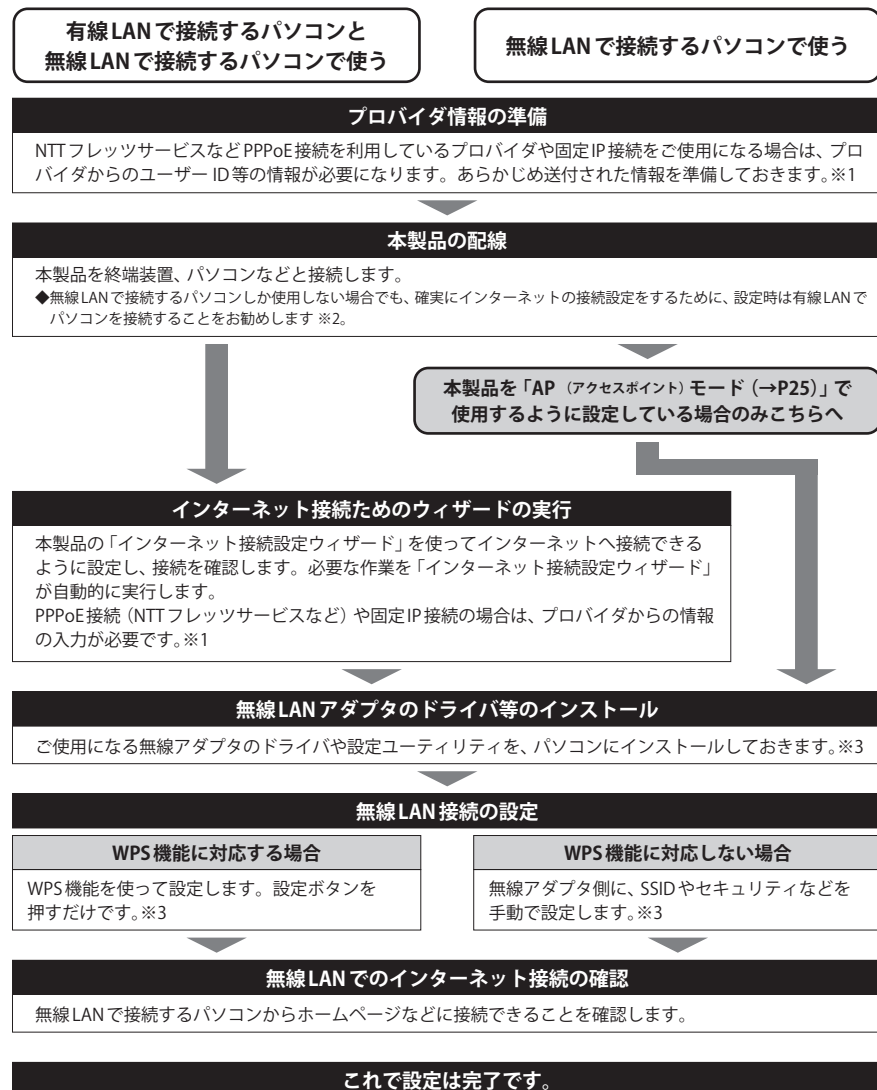 有線LANで接続するパソコンと
無線LANで接続するパソコンで使う
無線LANで接続するパソコンで使う
プロバイダ情報の準備
NTTフレッツサービスなどPPPoE接続を利用しているプロバイダや固定IP接続をご使用になる場合は、プロ
バイダからのユーザー ID等の情報が必要になります。あらかじめ送付された情報を準備しておきます。※1
本製品の配線
本製品を終端装置、パソコンなどと接続します。
◆無線LANで接続するパソコンしか使用しない場合でも、確実にインターネットの接続設定をするために、設定時は有線LANで
パソコンを接続することをお勧めします ※2。
本製品を「AP （アクセスポイント） モード （→P25）」で
使用するように設定している場合のみこちらへ
インターネット接続ためのウィザードの実行
本製品の「インターネット接続設定ウィザード」を使ってインターネットへ接続できる
ように設定し、接続を確認します。必要な作業を「インターネット接続設定ウィザード」
が自動的に実行します。
PPPoE接続（NTTフレッツサービスなど）や固定IP接続の場合は、プロバイダからの情報
の入力が必要です。※1
無線LANアダプタのドライバ等のインストール
ご使用になる無線アダプタのドライバや設定ユーティリティを、パソコンにインストールしておきます。※3
無線LAN接続の設定
WPS機能に対応する場合
WPS機能を使って設定します。設定ボタンを
押すだけです。※3
WPS機能に対応しない場合
無線アダプタ側に、SSIDやセキュリティなどを
手動で設定します。※3
無線LANでのインターネット接続の確認
無線LANで接続するパソコンからホームページなどに接続できることを確認します。
これで設定は完了です。